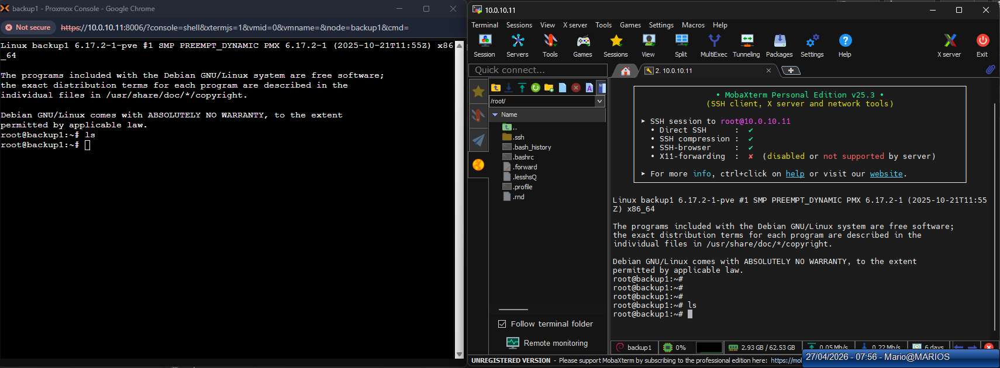 backup1 - Proxmox Console - Google Chrome
Not secure
https://10.0.10.11:8006/?console=shell&xtermjs=1&vmid=0&vmname=&node=backup1&cmd=
Linux backup1 6.17.2-1-pve #1 SMP PREEMPT_DYNAMIC PMX 6.17.2-1 (2025-10-21T11:55Z) x86
_64
The programs included with the Debian GNU/Linux system are free software;
the exact distribution terms for each program are described in the
individual files in /usr/share/doc/*/copyright.
Debian GNU/Linux comes with ABSOLUTELY NO WARRANTY, to the extent
permitted by applicable law.
root@backup1:~# ls
root@backup1:~#
10.0.10.11
Terminal Sessions View X server Tools Games Settings Macros Help
Session Servers Tools Games Sessions View Split MultiExec Tunneling Packages Settings Help X server Exit
Quick connect...
2. 10.0.10.11
/root/
Name
..
.ssh
.bash_history
.bashrc
.forward
.lesshsQ
.profile
.rnd
Follow terminal folder
Remote monitoring
• MobaXterm Personal Edition v25.3 •
(SSH client, X server and network tools)
➤ SSH session to root@10.0.10.11
• Direct SSH : ✔
• SSH compression : ✔
• SSH-browser : ✔
• X11-forwarding : ✘ (disabled or not supported by server)
➤ For more info, ctrl+click on help or visit our website.
Linux backup1 6.17.2-1-pve #1 SMP PREEMPT_DYNAMIC PMX 6.17.2-1 (2025-10-21T11:55
Z) x86_64
The programs included with the Debian GNU/Linux system are free software;
the exact distribution terms for each program are described in the
individual files in /usr/share/doc/*/copyright.
Debian GNU/Linux comes with ABSOLUTELY NO WARRANTY, to the extent
permitted by applicable law.
root@backup1:~#
root@backup1:~#
root@backup1:~#
root@backup1:~# ls
root@backup1:~#
backup1 0% 2.93 GB / 62.53 GB 0.05 Mb/s 0.22 Mb/s 6 days
UNREGISTERED VERSION - Please support MobaXterm by subscribing to the professional edition here: https://mo
27/04/2026 - 07:56 - Mario@MARIOS